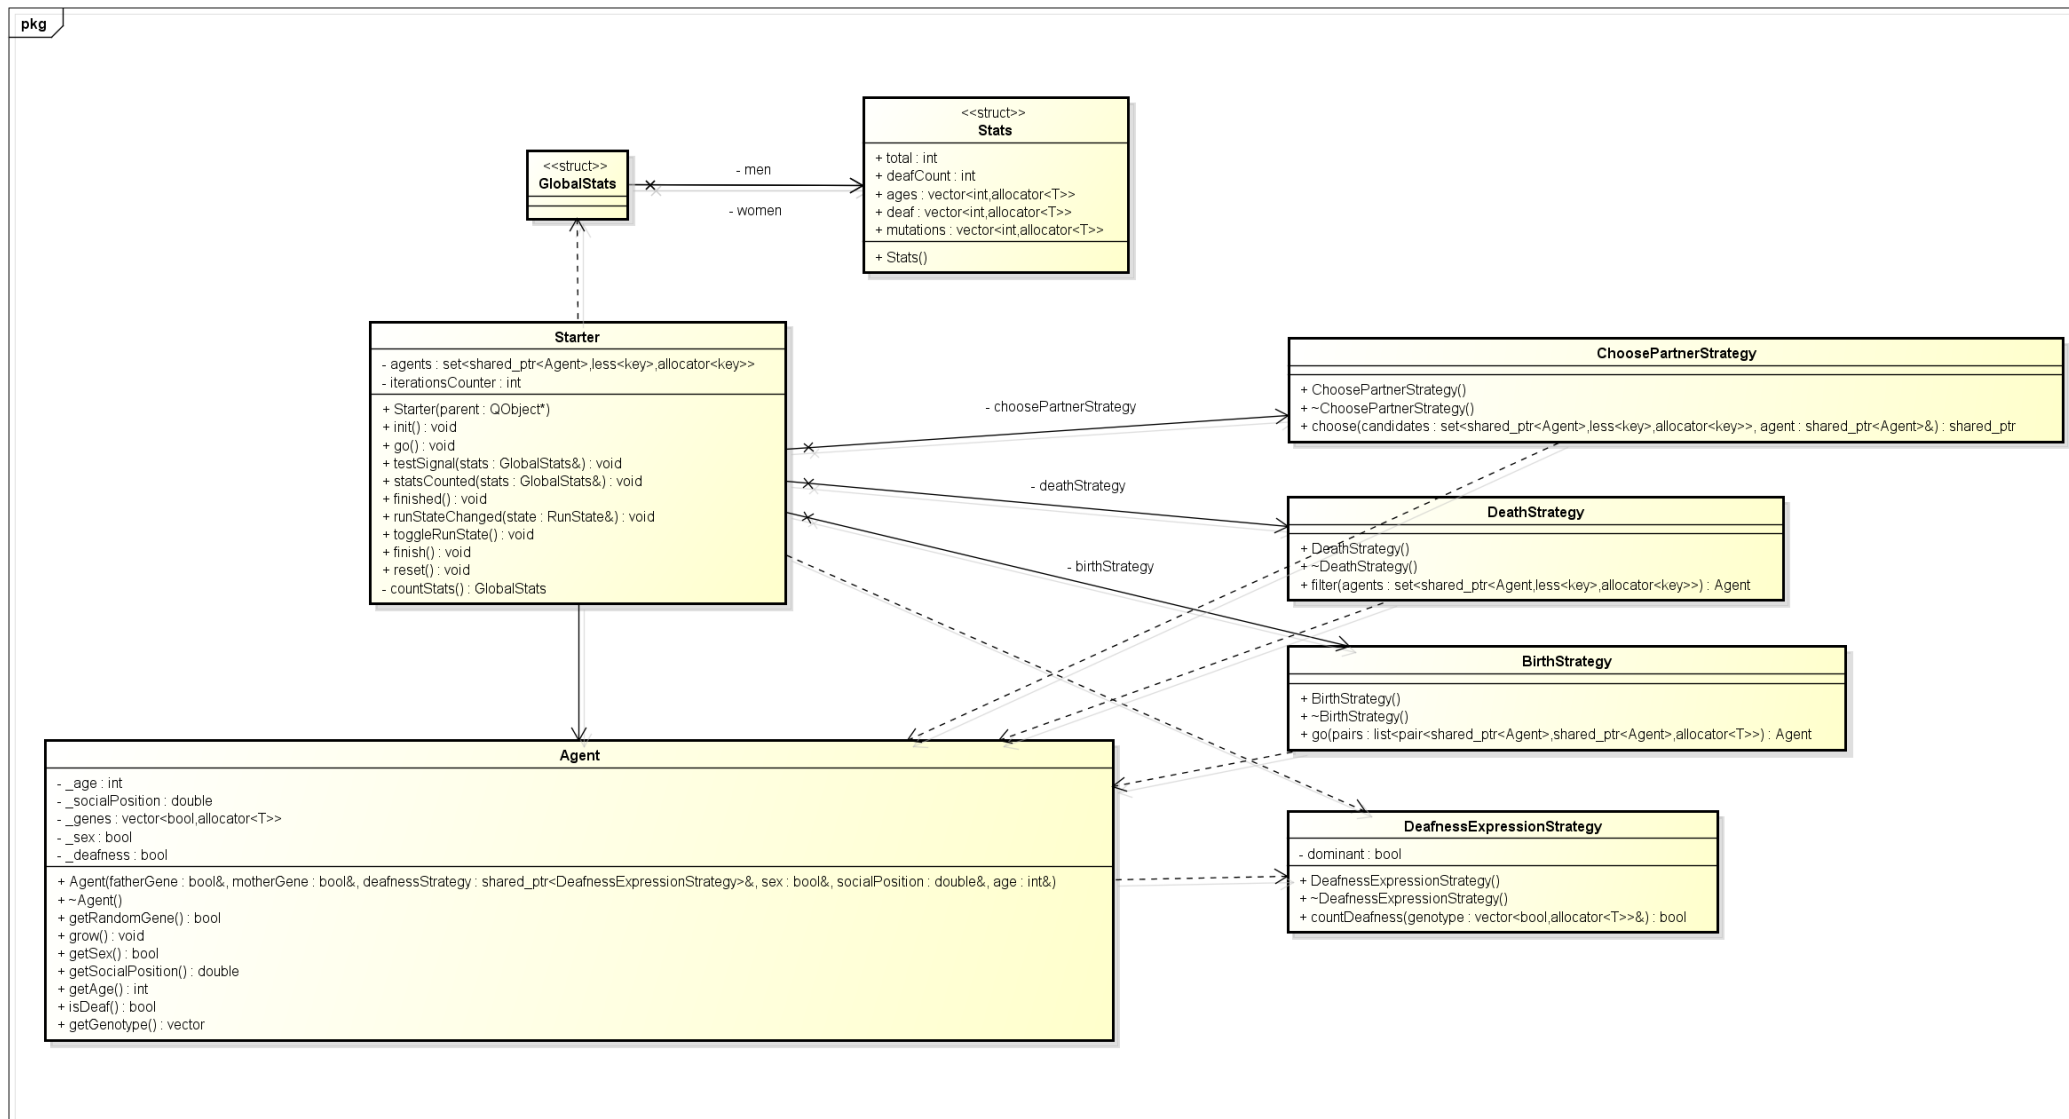 pkg
<<struct>>
Stats
+ total : int
+ deafCount : int
+ ages : vector<int,allocator<T>>
+ deaf : vector<int,allocator<T>>
+ mutations : vector<int,allocator<T>>
+ Stats()
<<struct>>
GlobalStats
- men
- women
Starter
- agents : set<shared_ptr<Agent>,less<key>,allocator<key>>
- iterationsCounter : int
+ Starter(parent : QObject*)
+ init() : void
+ go() : void
+ testSignal(stats : GlobalStats&) : void
+ statsCounted(stats : GlobalStats&) : void
+ finished() : void
+ runStateChanged(state : RunState&) : void
+ toggleRunState() : void
+ finish() : void
+ reset() : void
- countStats() : GlobalStats
- choosePartnerStrategy
- deathStrategy
- birthStrategy
ChoosePartnerStrategy
+ ChoosePartnerStrategy()
+ ~ChoosePartnerStrategy()
+ choose(candidates : set<shared_ptr<Agent>,less<key>,allocator<key>>, agent : shared_ptr<Agent>&) : shared_ptr
DeathStrategy
+ DeathStrategy()
+ ~DeathStrategy()
+ filter(agents : set<shared_ptr<Agent,less<key>,allocator<key>>) : Agent
BirthStrategy
+ BirthStrategy()
+ ~BirthStrategy()
+ go(pairs : list<pair<shared_ptr<Agent>,shared_ptr<Agent>,allocator<T>>) : Agent
Agent
- _age : int
- _socialPosition : double
- _genes : vector<bool,allocator<T>>
- _sex : bool
- _deafness : bool
+ Agent(fatherGene : bool&, motherGene : bool&, deafnessStrategy : shared_ptr<DeafnessExpressionStrategy>&, sex : bool&, socialPosition : double&, age : int&)
+ ~Agent()
+ getRandomGene() : bool
+ grow() : void
+ getSex() : bool
+ getSocialPosition() : double
+ getAge() : int
+ isDeaf() : bool
+ getGenotype() : vector
DeafnessExpressionStrategy
- dominant : bool
+ DeafnessExpressionStrategy()
+ ~DeafnessExpressionStrategy()
+ countDeafness(genotype : vector<bool,allocator<T>>&) : bool